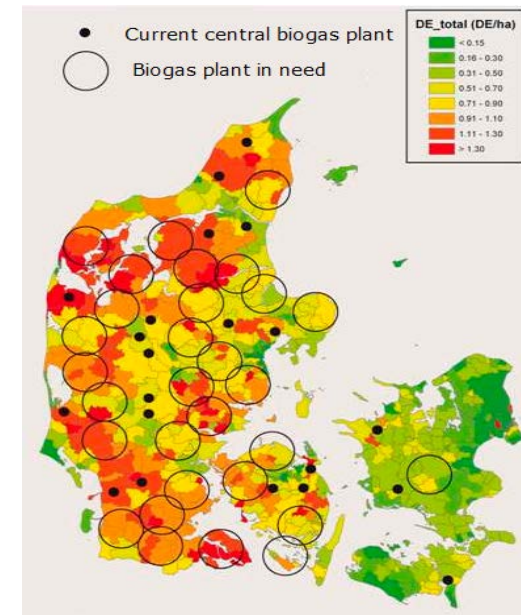 Current central biogas plant
Biogas plant in need
DE_total (DE/ha)
< 0.15
0.16 - 0.30
0.31 - 0.50
0.51 - 0.70
0.71 - 0.90
0.91 - 1.10
1.11 - 1.30
> 1.30